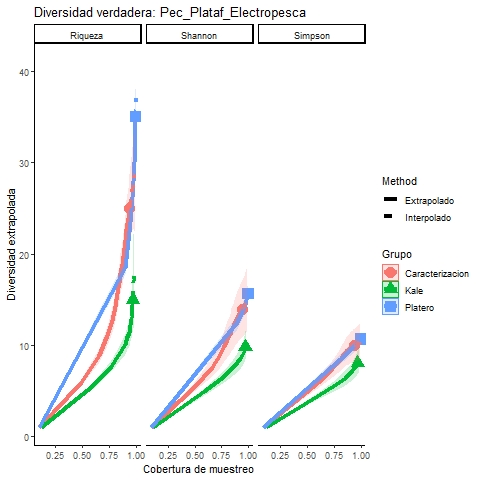 Diversidad verdadera: Pec_Plataf_Electropesca
Riqueza Shannon Simpson
40
30
20
10
0
Diversidad extrapolada
0.25 0.50 0.75 1.00 0.25 0.50 0.75 1.00 0.25 0.50 0.75 1.00
Cobertura de muestreo
Method
Extrapolado
Interpolado
Grupo
Caracterizacion
Kale
Platero